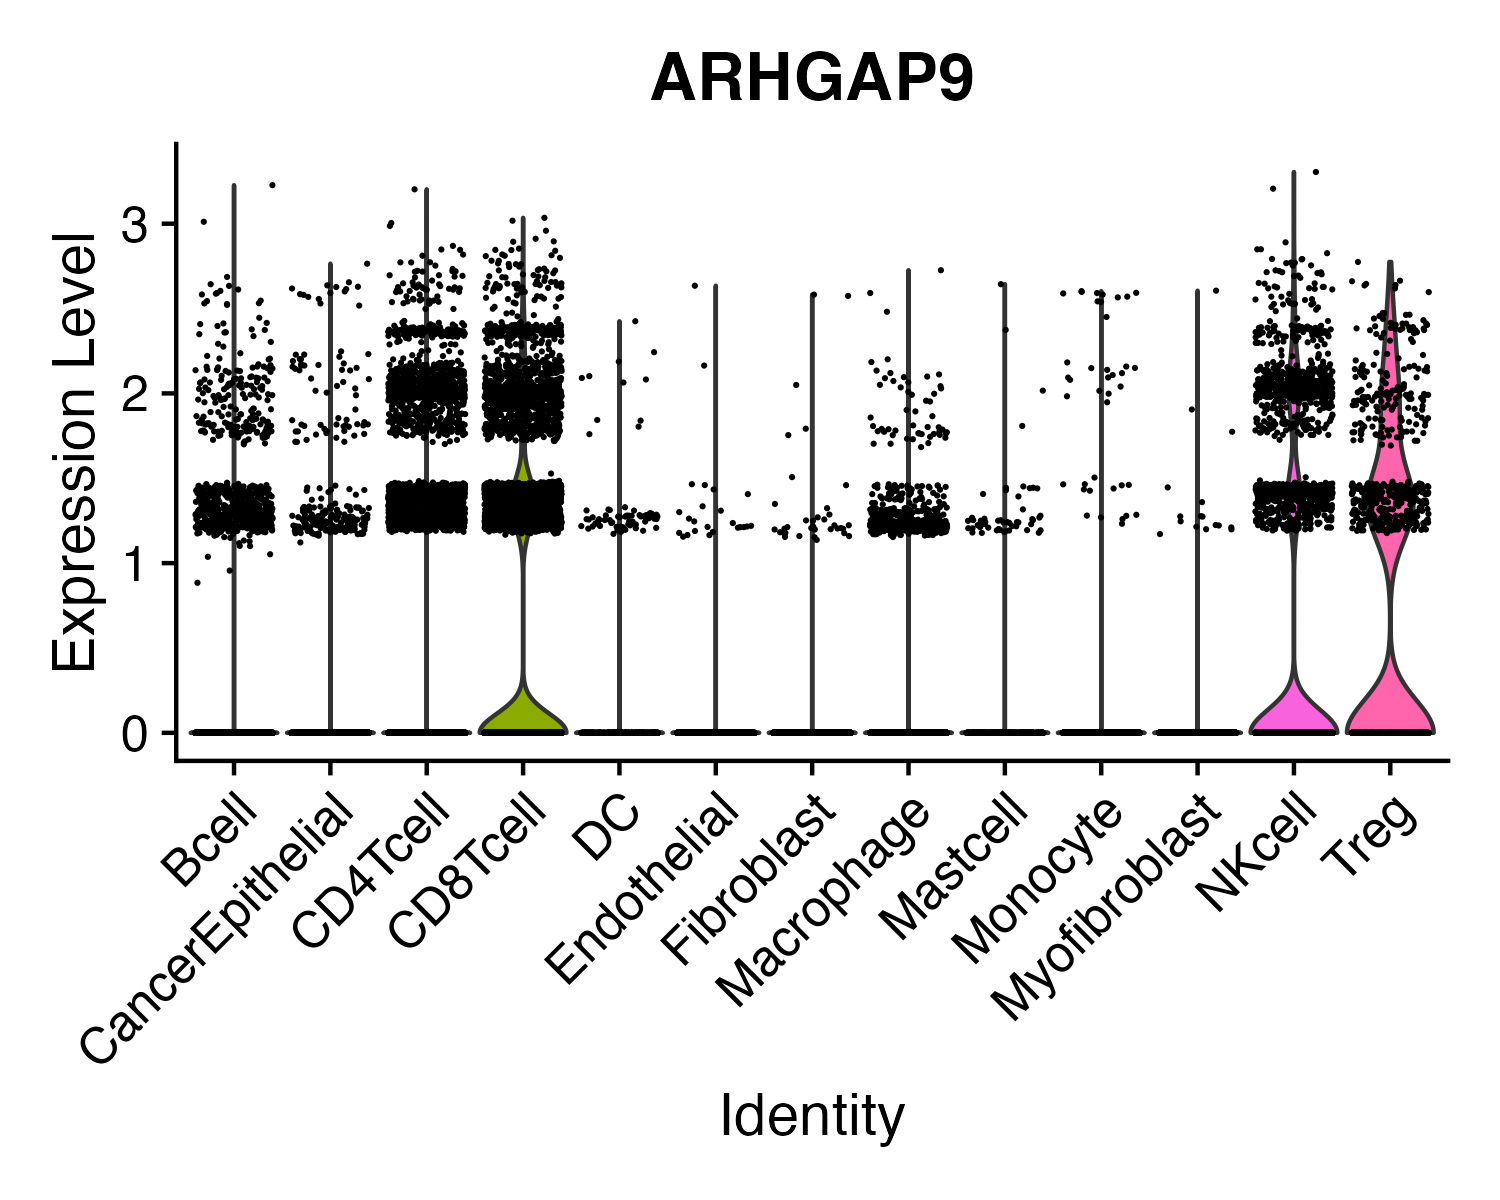 ARHGAP9
Expression Level
3
2
1
0
Bcell
CancerEpithelial
CD4Tcell
CD8Tcell
DC
Endothelial
Fibroblast
Macrophage
Mastcell
Monocyte
Myofibroblast
NKcell
Treg
Identity